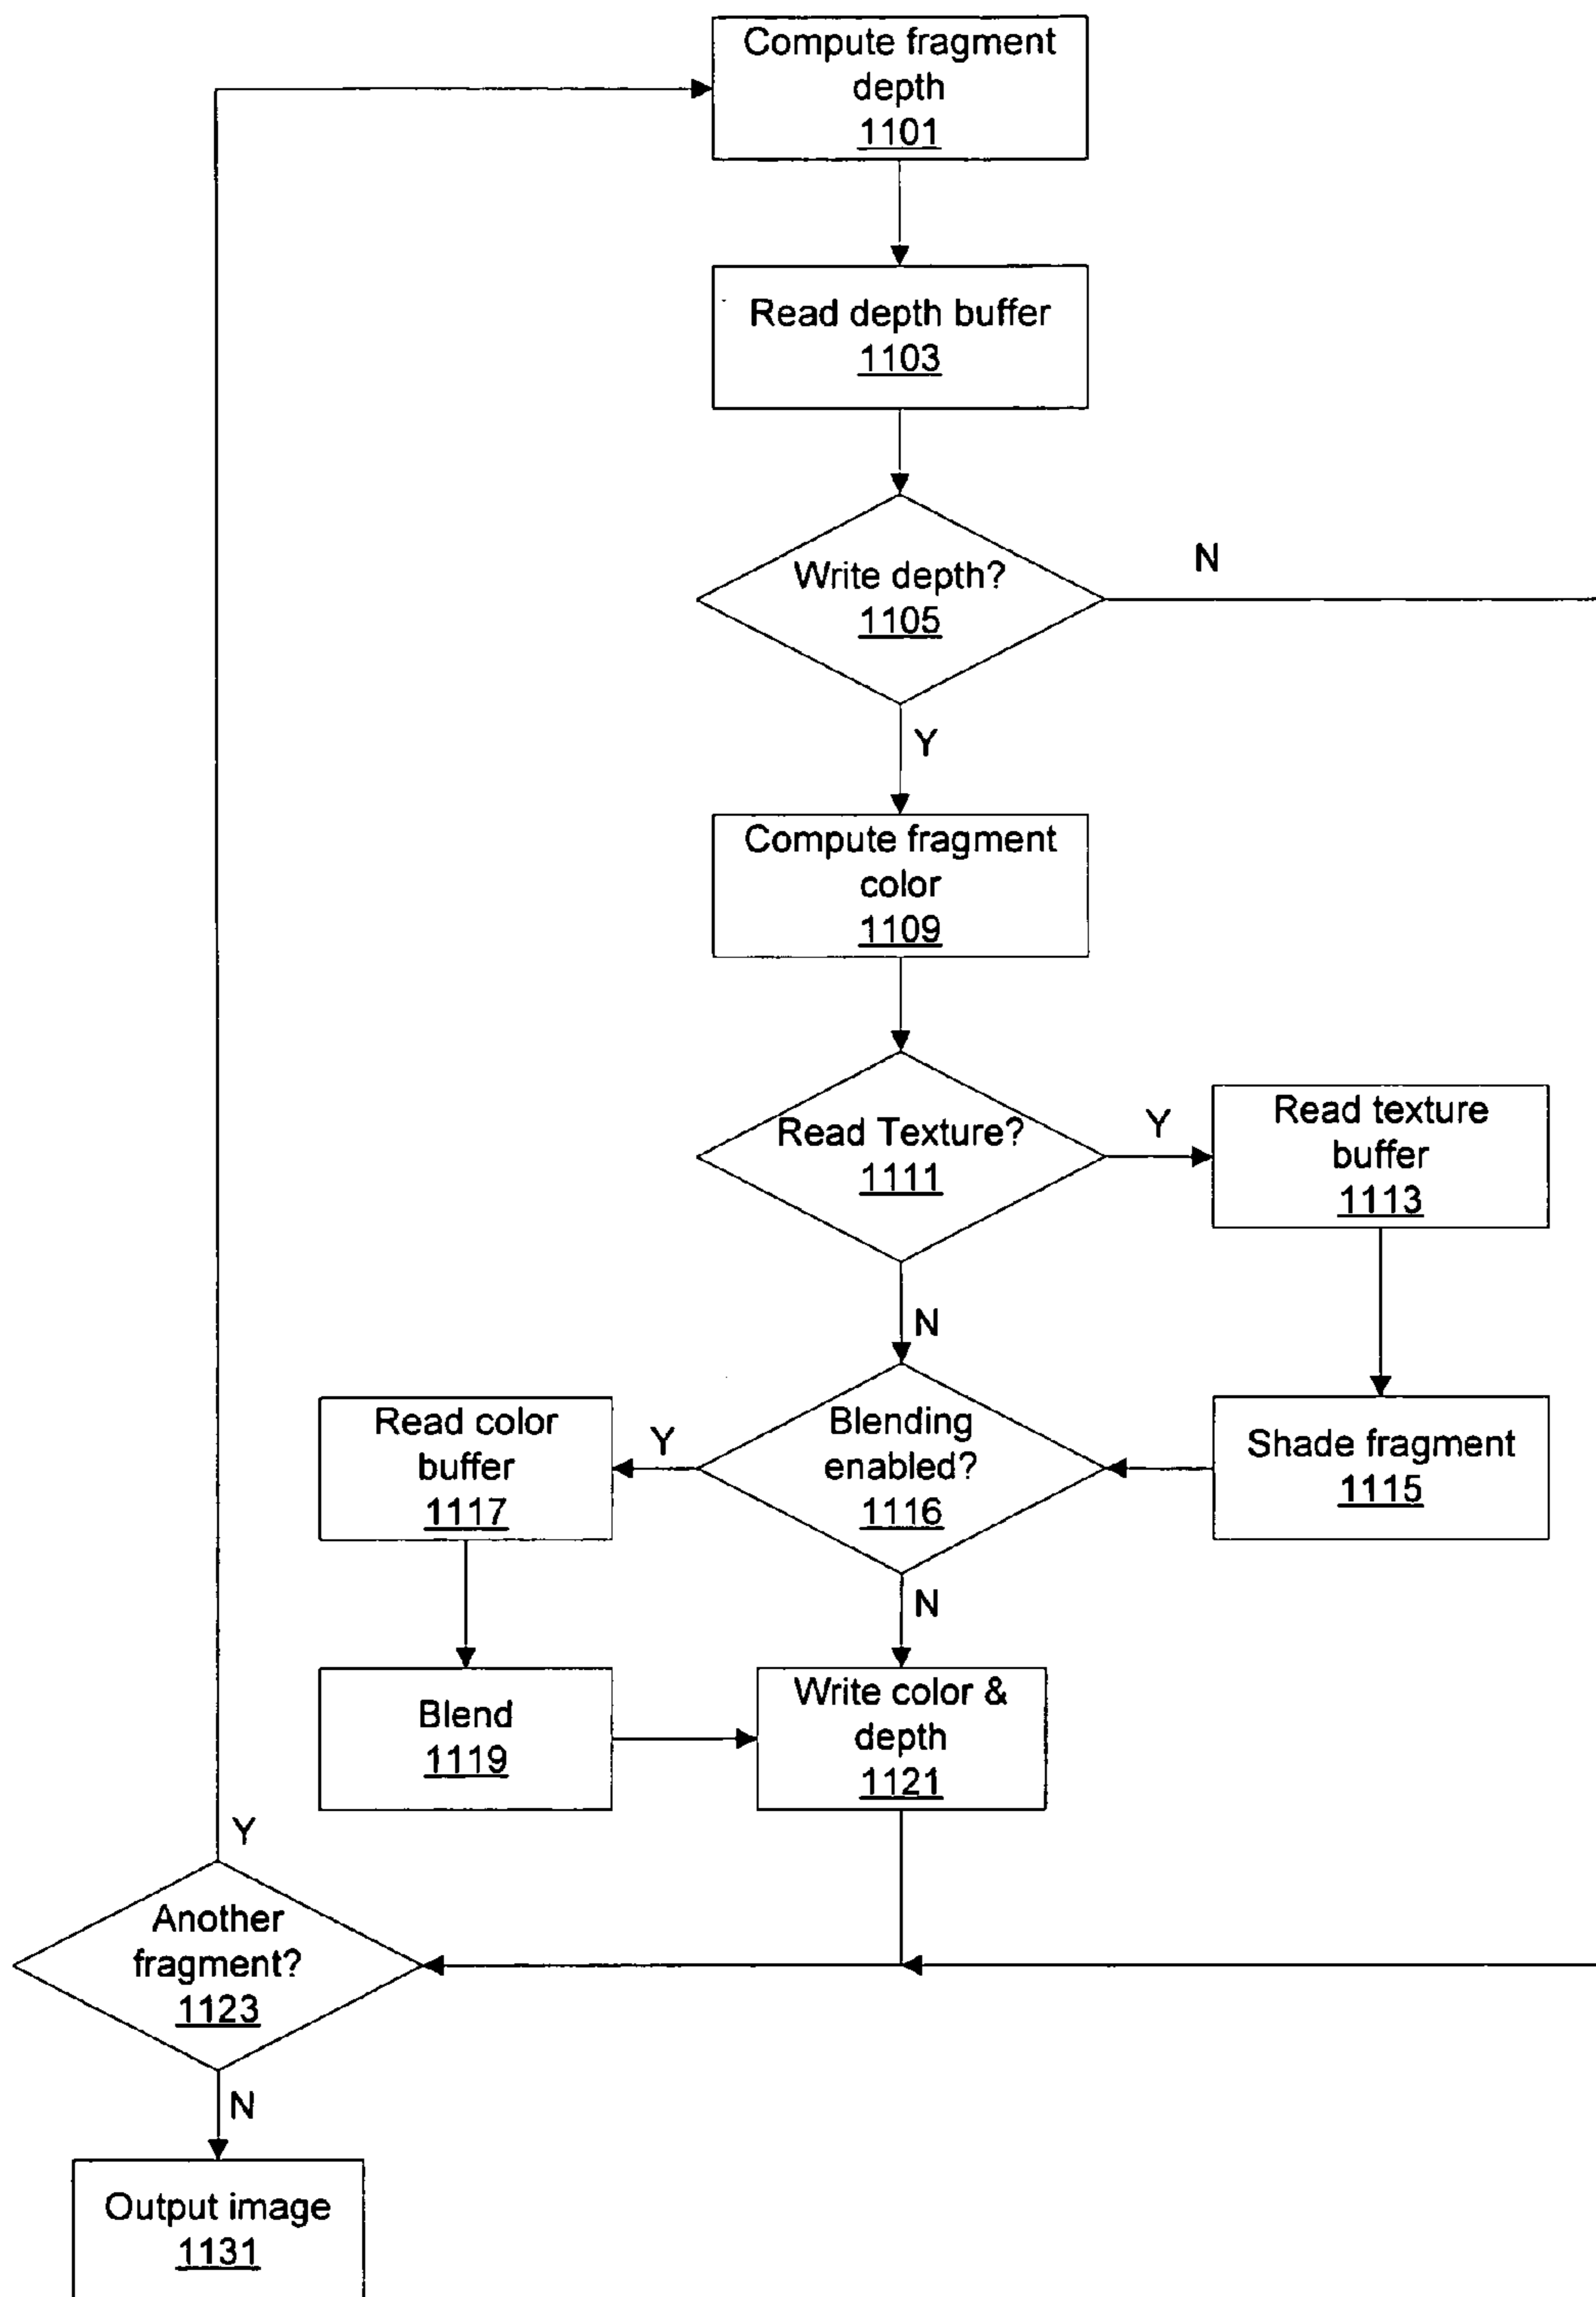 Compute fragment
depth
1101
Read depth buffer
1103
Write depth?
1105
N
Y
Compute fragment
color
1109
Read Texture?
1111
Y
Read texture
buffer
1113
N
Read color
buffer
1117
Y
Blending
enabled?
1116
Shade fragment
1115
N
Blend
1119
Write color &
depth
1121
Y
Another
fragment?
1123
N
Output image
1131